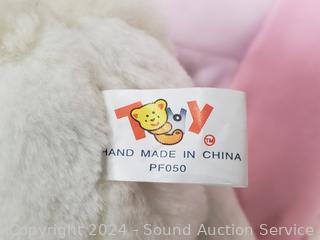 Toy
TM
HAND MADE IN CHINA
PF050
Copyright 2024 - Sound Auction Service